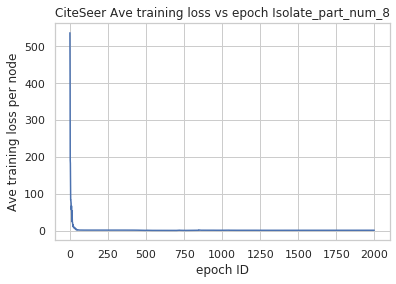 CiteSeer Ave training loss vs epoch Isolate_part_num_8
Ave training loss per node
500
400
300
200
100
0
0 250 500 750 1000 1250 1500 1750 2000
epoch ID